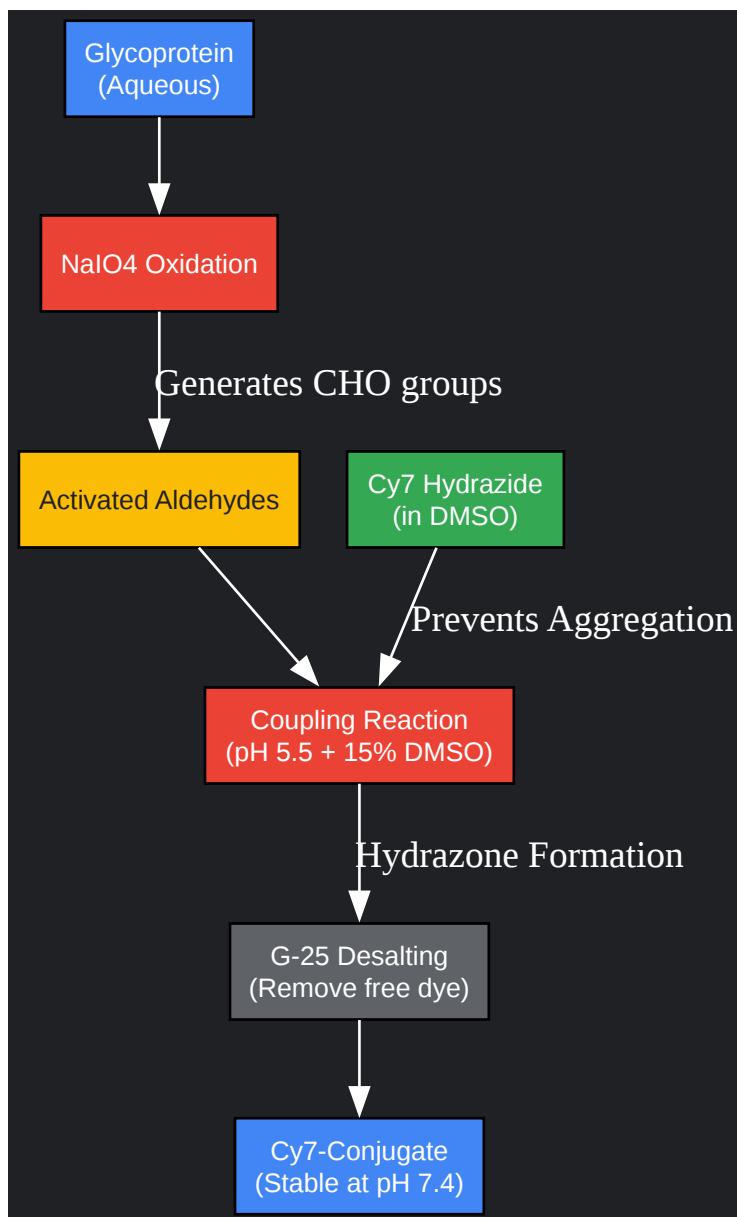 Glycoprotein
(Aqueous)
NaIO4 Oxidation
Generates CHO groups
Activated Aldehydes
Cy7 Hydrazide
(in DMSO)
Prevents Aggregation
Coupling Reaction
(pH 5.5 + 15% DMSO)
Hydrazone Formation
G-25 Desalting
(Remove free dye)
Cy7-Conjugate
(Stable at pH 7.4)